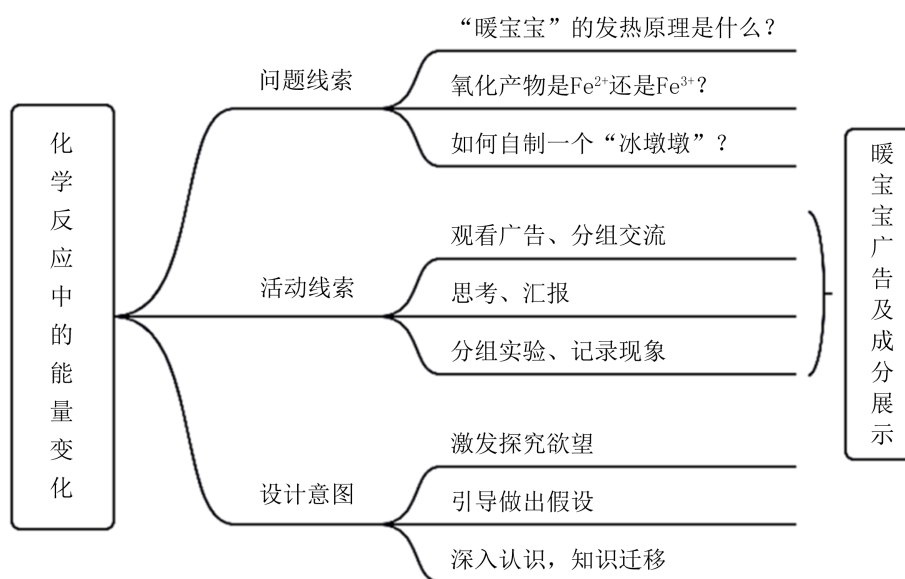 化学反应中的能量变化
问题线索
“暖宝宝”的发热原理是什么？
氧化产物是Fe²⁺还是Fe³⁺？
如何自制一个“冰墩墩”？
活动线索
观看广告、分组交流
思考、汇报
分组实验、记录现象
设计意图
激发探究欲望
引导做出假设
深入认识，知识迁移
暖宝宝广告及成分展示